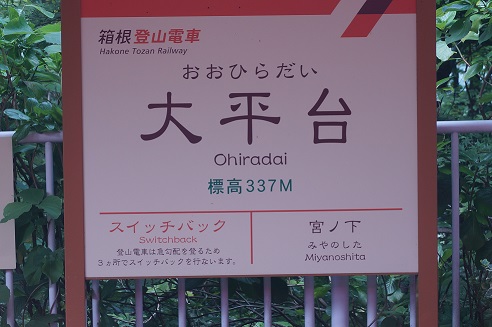 箱根登山電車
Hakone Tozan Railway
おおひらだい
大平台
Ohiradai
標高337M
スイッチバック
Switchback
登山電車は急勾配を登るため
3ヵ所でスイッチバックを行ないます。
宮ノ下
みやのした
Miyanoshita